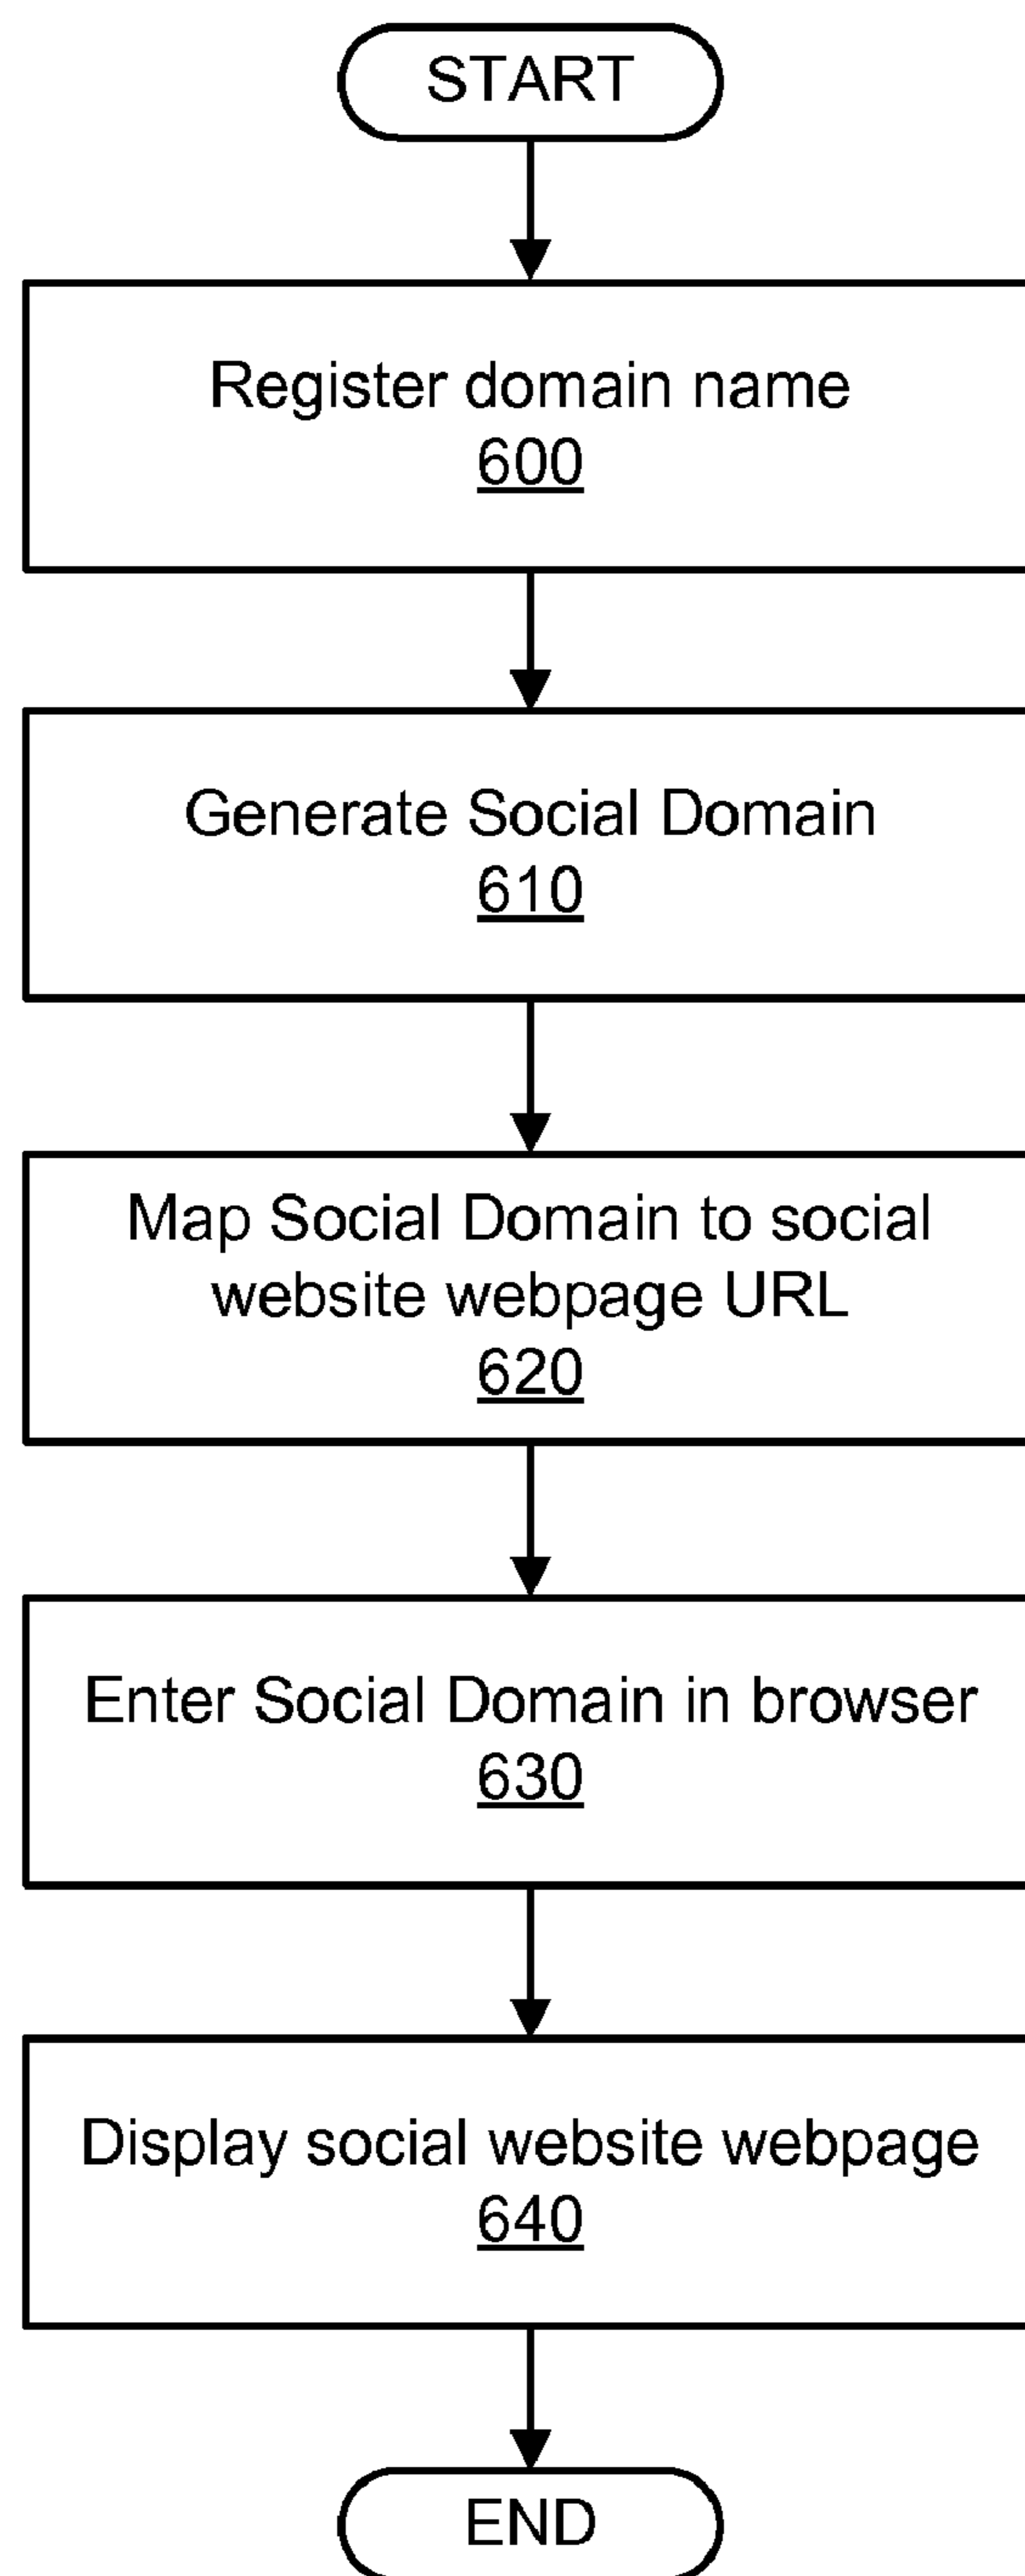 START
Register domain name
600
Generate Social Domain
610
Map Social Domain to social
website webpage URL
620
Enter Social Domain in browser
630
Display social website webpage
640
END